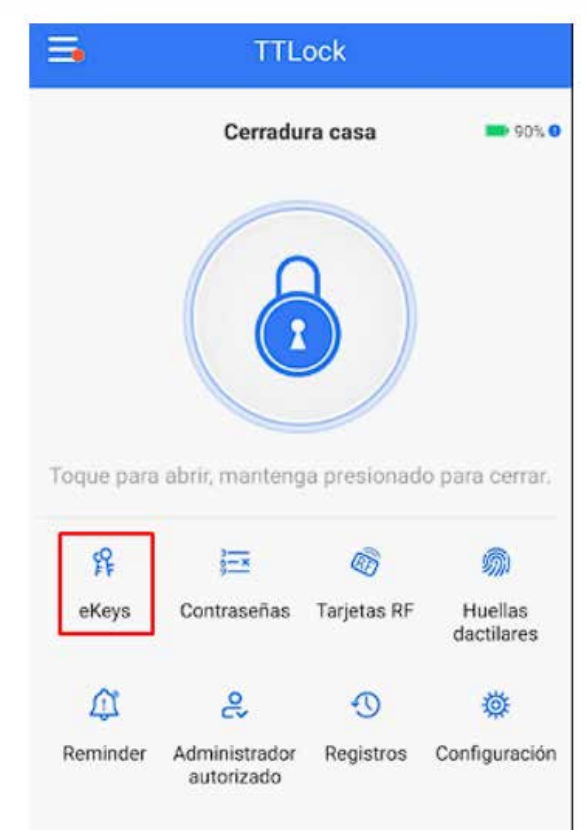 TTLock
Cerradura casa
90%
Toque para abrir, mantenga presionado para cerrar.
eKeys
Contraseñas
Tarjetas RF
Huellas
dactilares
Reminder
Administrador
autorizado
Registros
Configuración